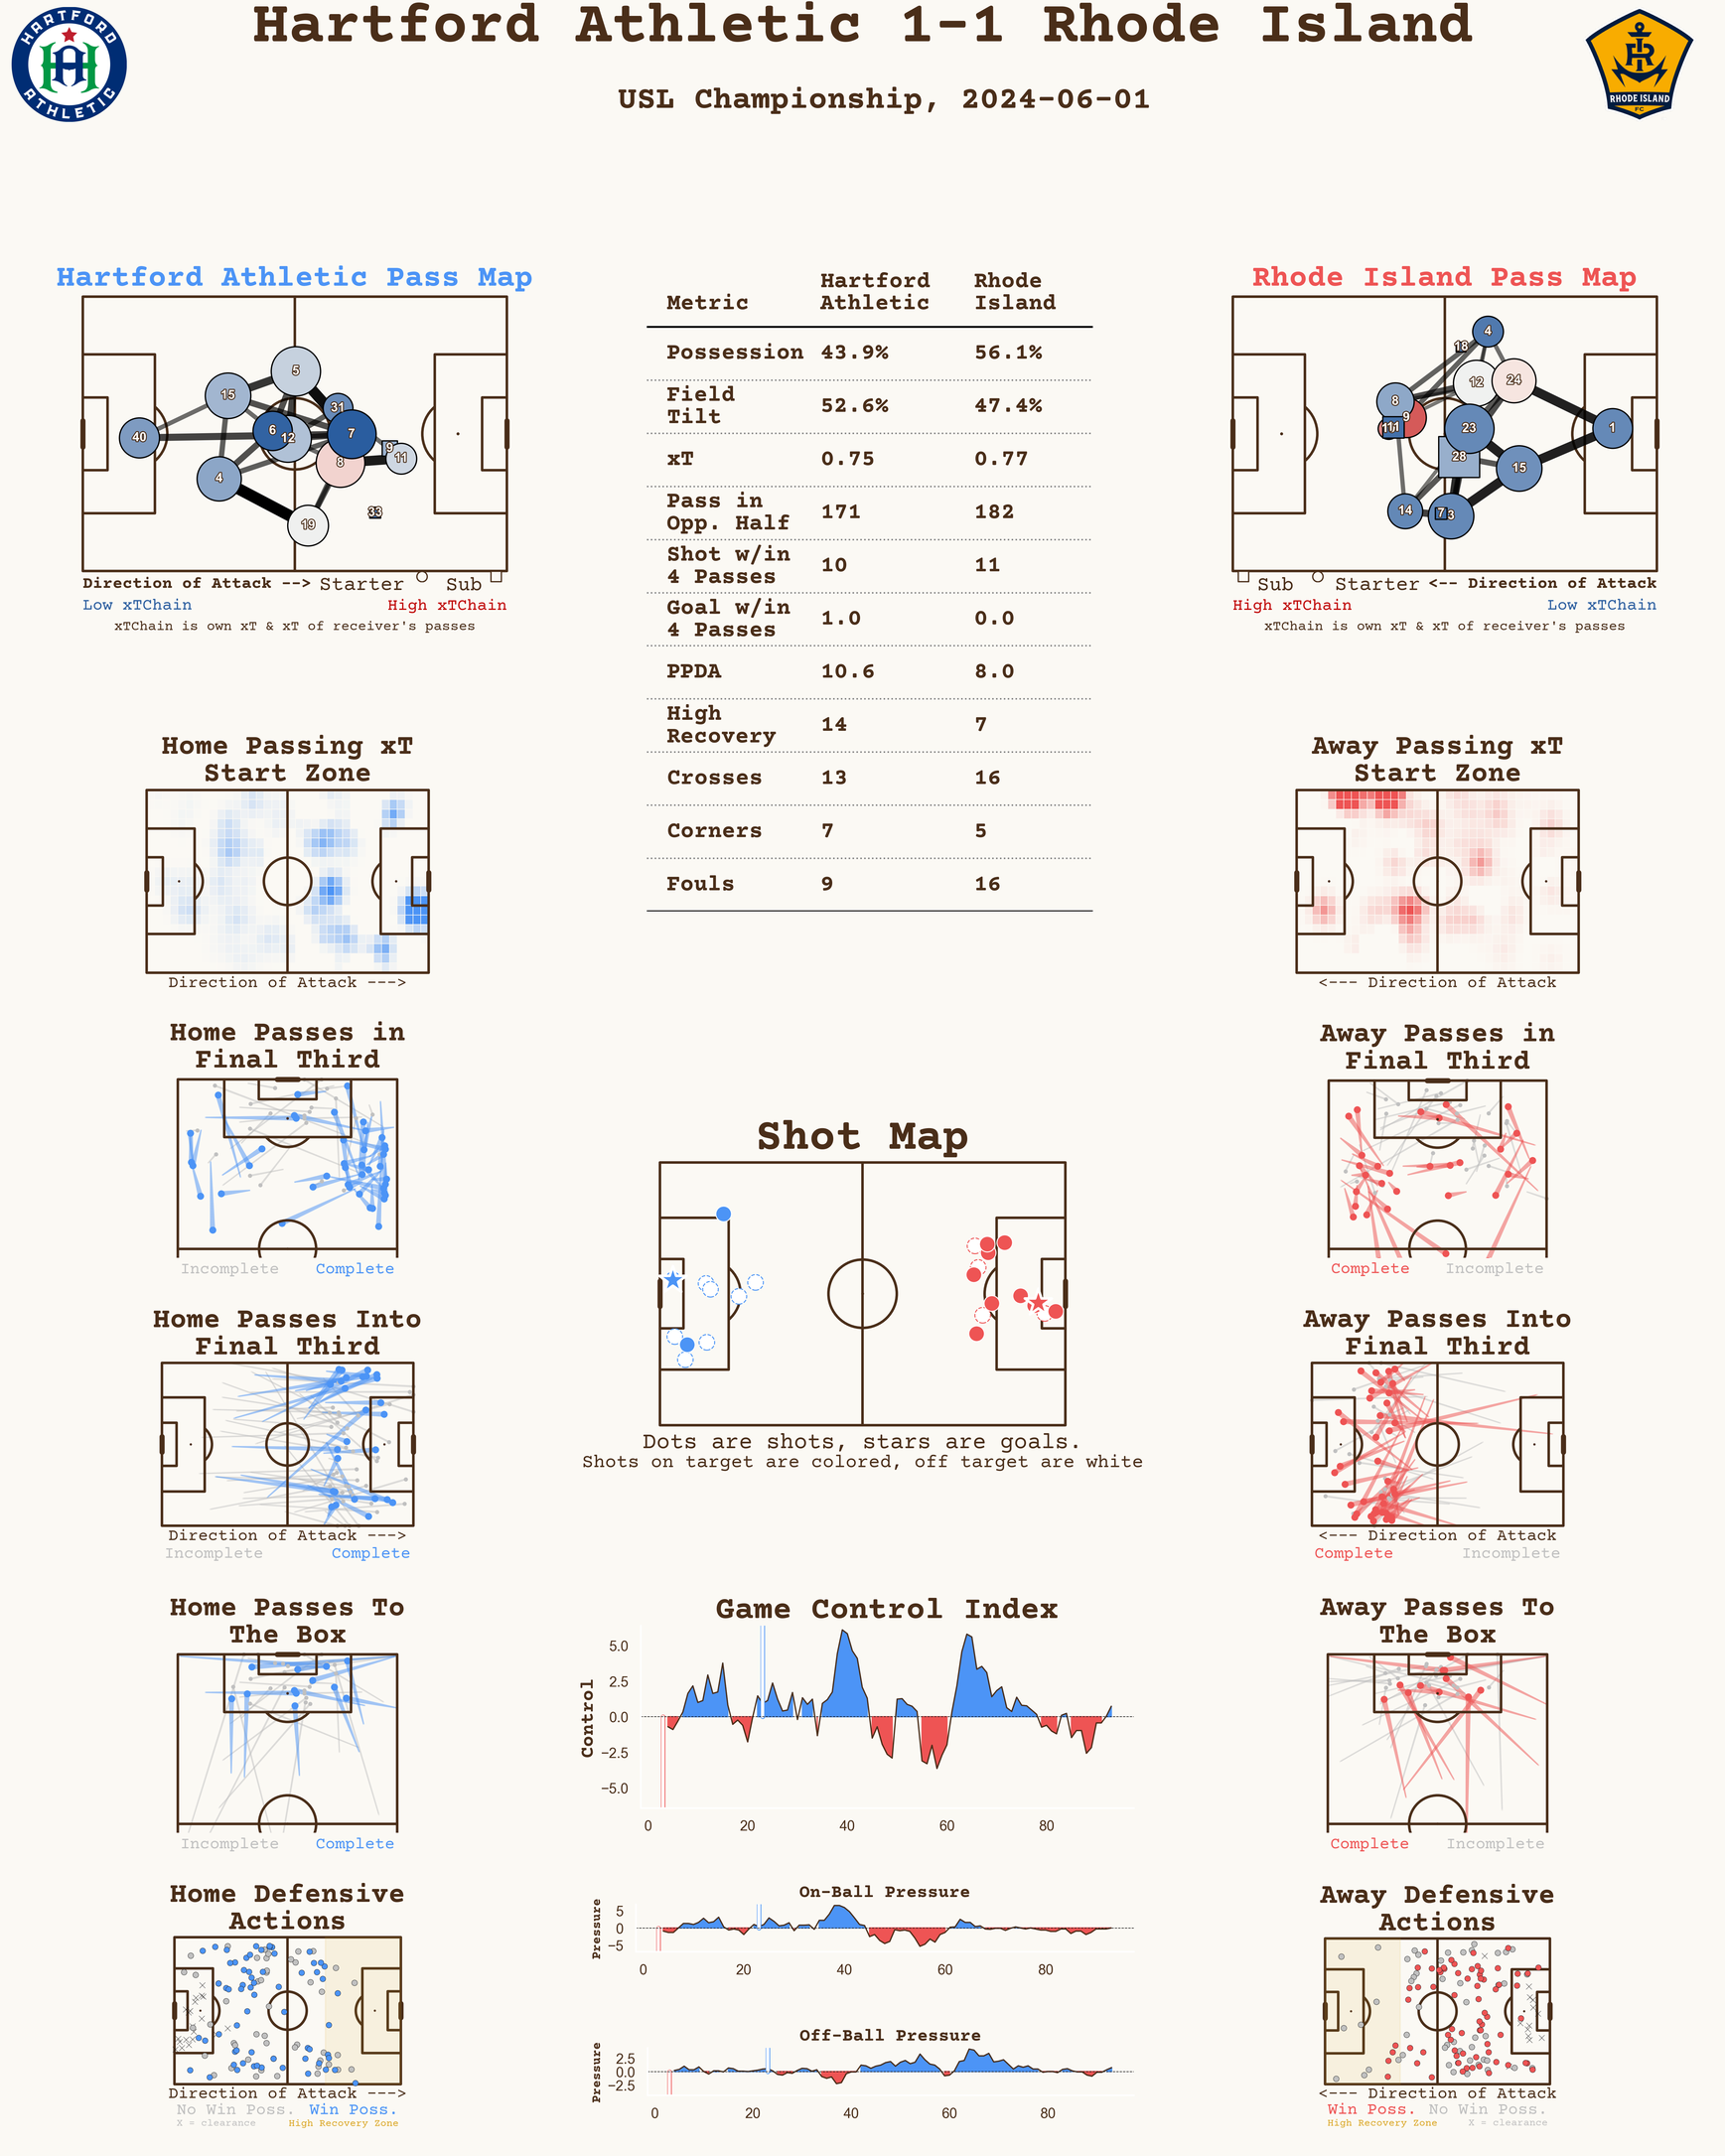 Hartford Athletic 1-1 Rhode Island
USL Championship, 2024-06-01
HARTFORD
ATHLETIC
RI
RHODE ISLAND
FC
Hartford Athletic Pass Map
5
15
31
6
12
7
40
9
11
8
4
33
19
Direction of Attack --> Starter Sub
Low xTChain High xTChain
xTChain is own xT & xT of receiver's passes
Metric Hartford Athletic Rhode Island
Possession 43.9% 56.1%
Field Tilt 52.6% 47.4%
xT 0.75 0.77
Pass in Opp. Half 171 182
Shot w/in 4 Passes 10 11
Goal w/in 4 Passes 1.0 0.0
PPDA 10.6 8.0
High Recovery 14 7
Crosses 13 16
Corners 7 5
Fouls 9 16
Rhode Island Pass Map
4
18
12
24
8
9
11
23
1
28
15
14
7
3
Sub Starter <-- Direction of Attack
High xTChain Low xTChain
xTChain is own xT & xT of receiver's passes
Home Passing xT
Start Zone
Direction of Attack --->
Away Passing xT
Start Zone
<--- Direction of Attack
Home Passes in
Final Third
Incomplete Complete
Away Passes in
Final Third
Complete Incomplete
Shot Map
Dots are shots, stars are goals.
Shots on target are colored, off target are white
Home Passes Into
Final Third
Direction of Attack --->
Incomplete Complete
Away Passes Into
Final Third
<--- Direction of Attack
Complete Incomplete
Home Passes To
The Box
Incomplete Complete
Game Control Index
Control
5.0
2.5
0.0
−2.5
−5.0
0 20 40 60 80
Away Passes To
The Box
Complete Incomplete
Home Defensive
Actions
Direction of Attack --->
No Win Poss. Win Poss.
X = clearance High Recovery Zone
On-Ball Pressure
Pressure
5
0
−5
0 20 40 60 80
Off-Ball Pressure
Pressure
2.5
0.0
−2.5
0 20 40 60 80
Away Defensive
Actions
<--- Direction of Attack
Win Poss. No Win Poss.
High Recovery Zone X = clearance